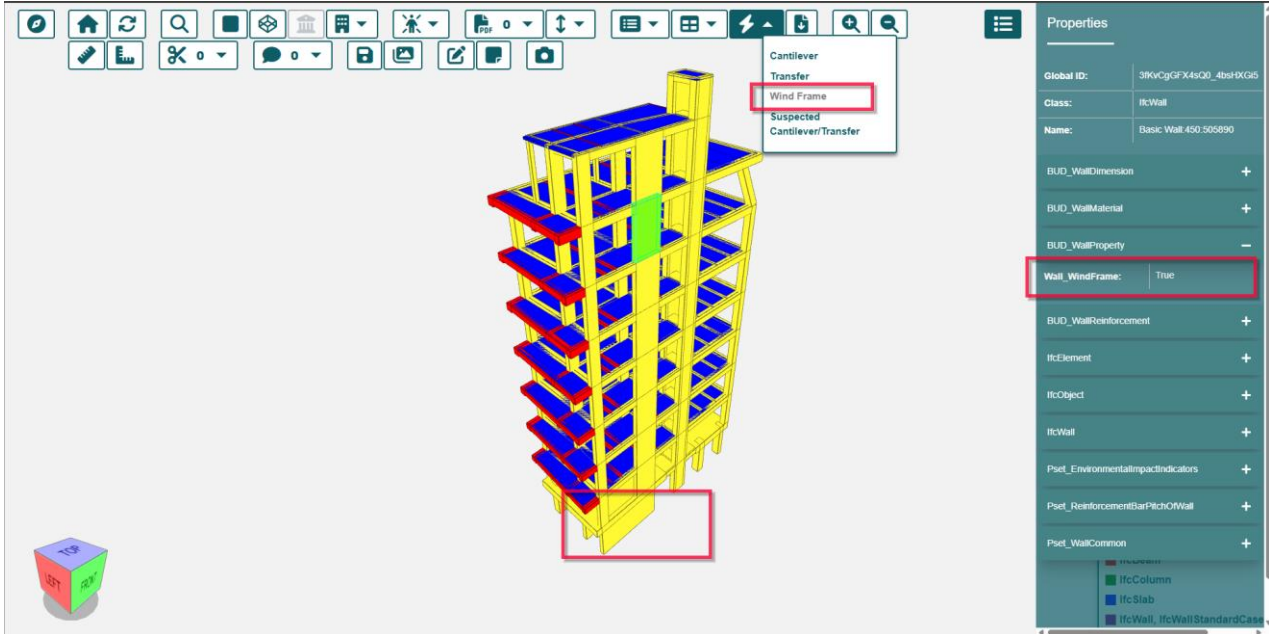 Properties
PDF 0
0 0
Cantilever
Transfer
Wind Frame
Suspected
Cantilever/Transfer
Global ID: 3fKvCgGFX4sQ0_4bsHXGi5
Class: IfcWall
Name: Basic Wall:450:505890
BUD_WallDimension +
BUD_WallMaterial +
BUD_WallProperty −
Wall_WindFrame: True
BUD_WallReinforcement +
IfcElement +
IfcObject +
IfcWall +
Pset_EnvironmentalImpactIndicators +
Pset_ReinforcementBarPitchOfWall +
Pset_WallCommon +
IfcBeam
IfcColumn
IfcSlab
IfcWall, IfcWallStandardCase
TOP
LEFT FRONT